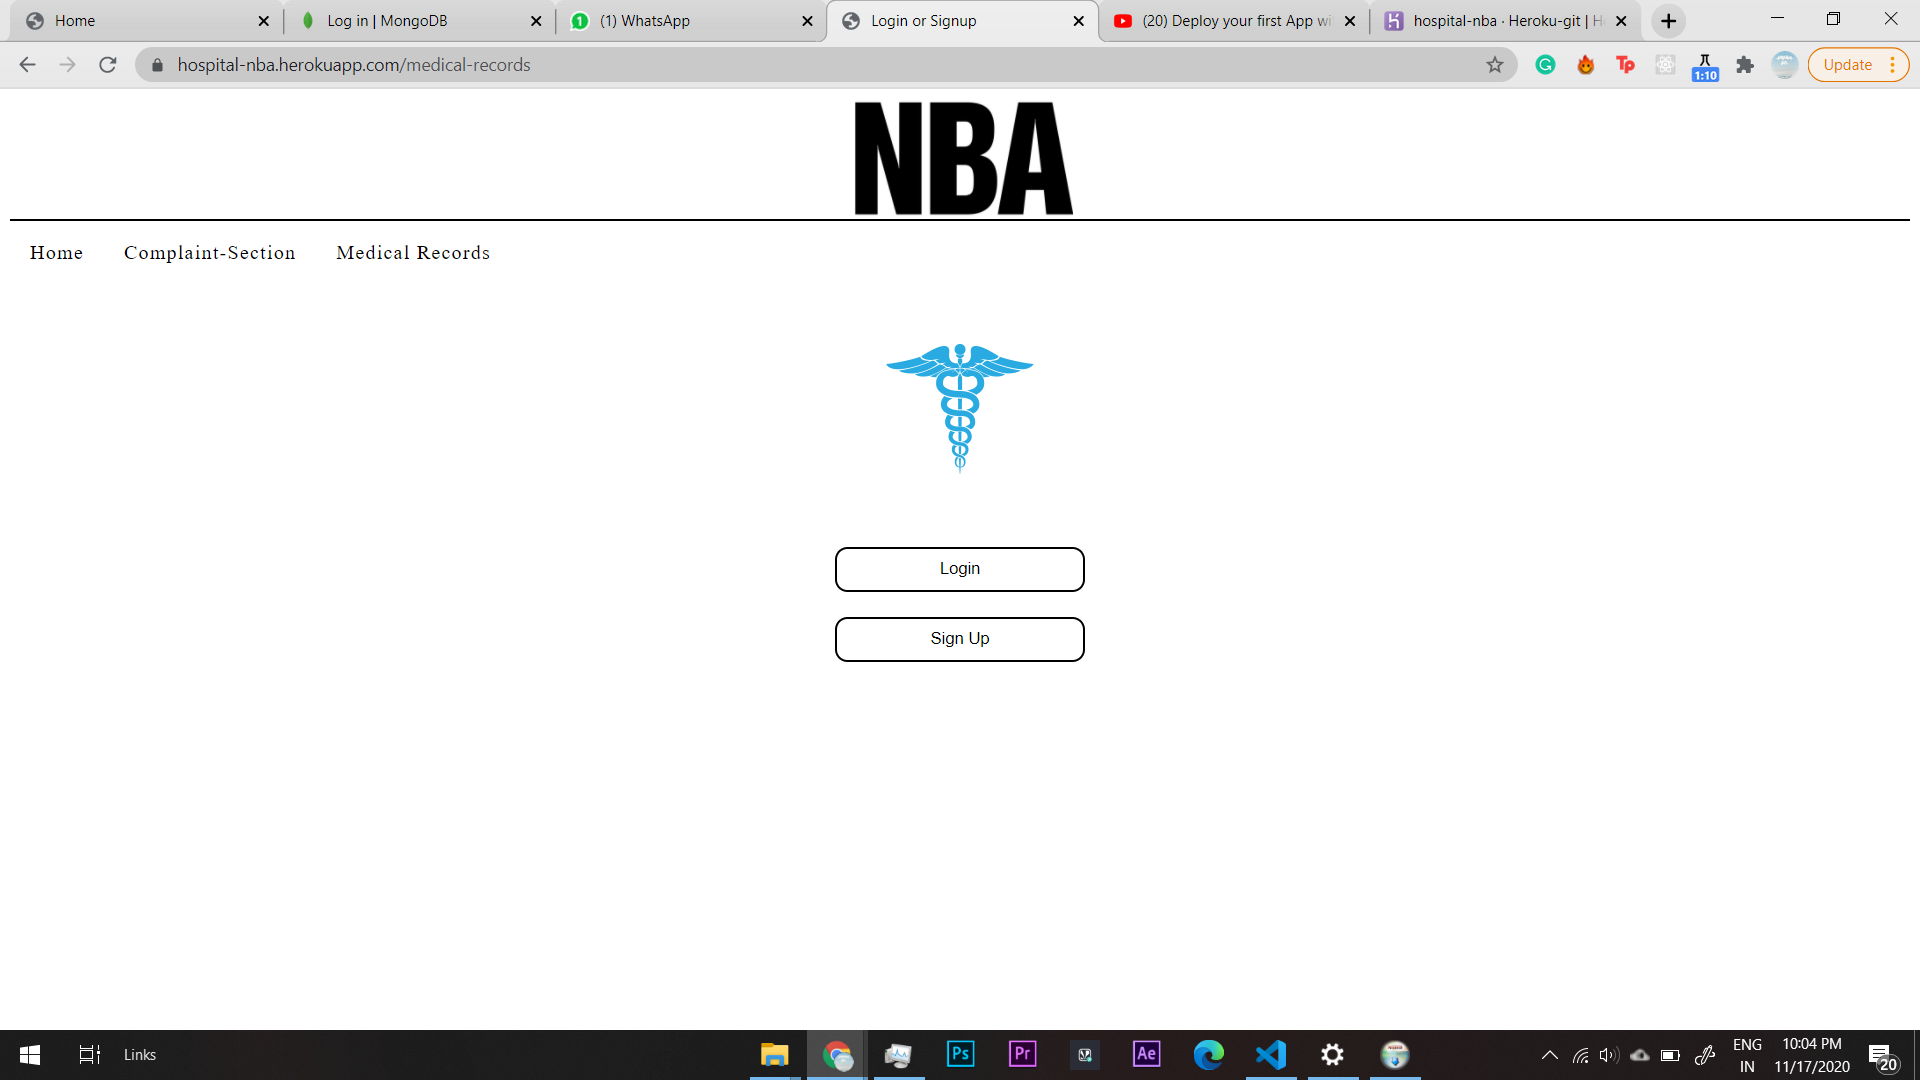 Home
Log in | MongoDB
(1) WhatsApp
Login or Signup
(20) Deploy your first App wi
hospital-nba · Heroku-git | H
hospital-nba.herokuapp.com/medical-records
Tp
1:10
Update
NBA
Home
Complaint-Section
Medical Records
Login
Sign Up
Links
Ps
Pr
Ae
ENG
IN
10:04 PM
11/17/2020
20